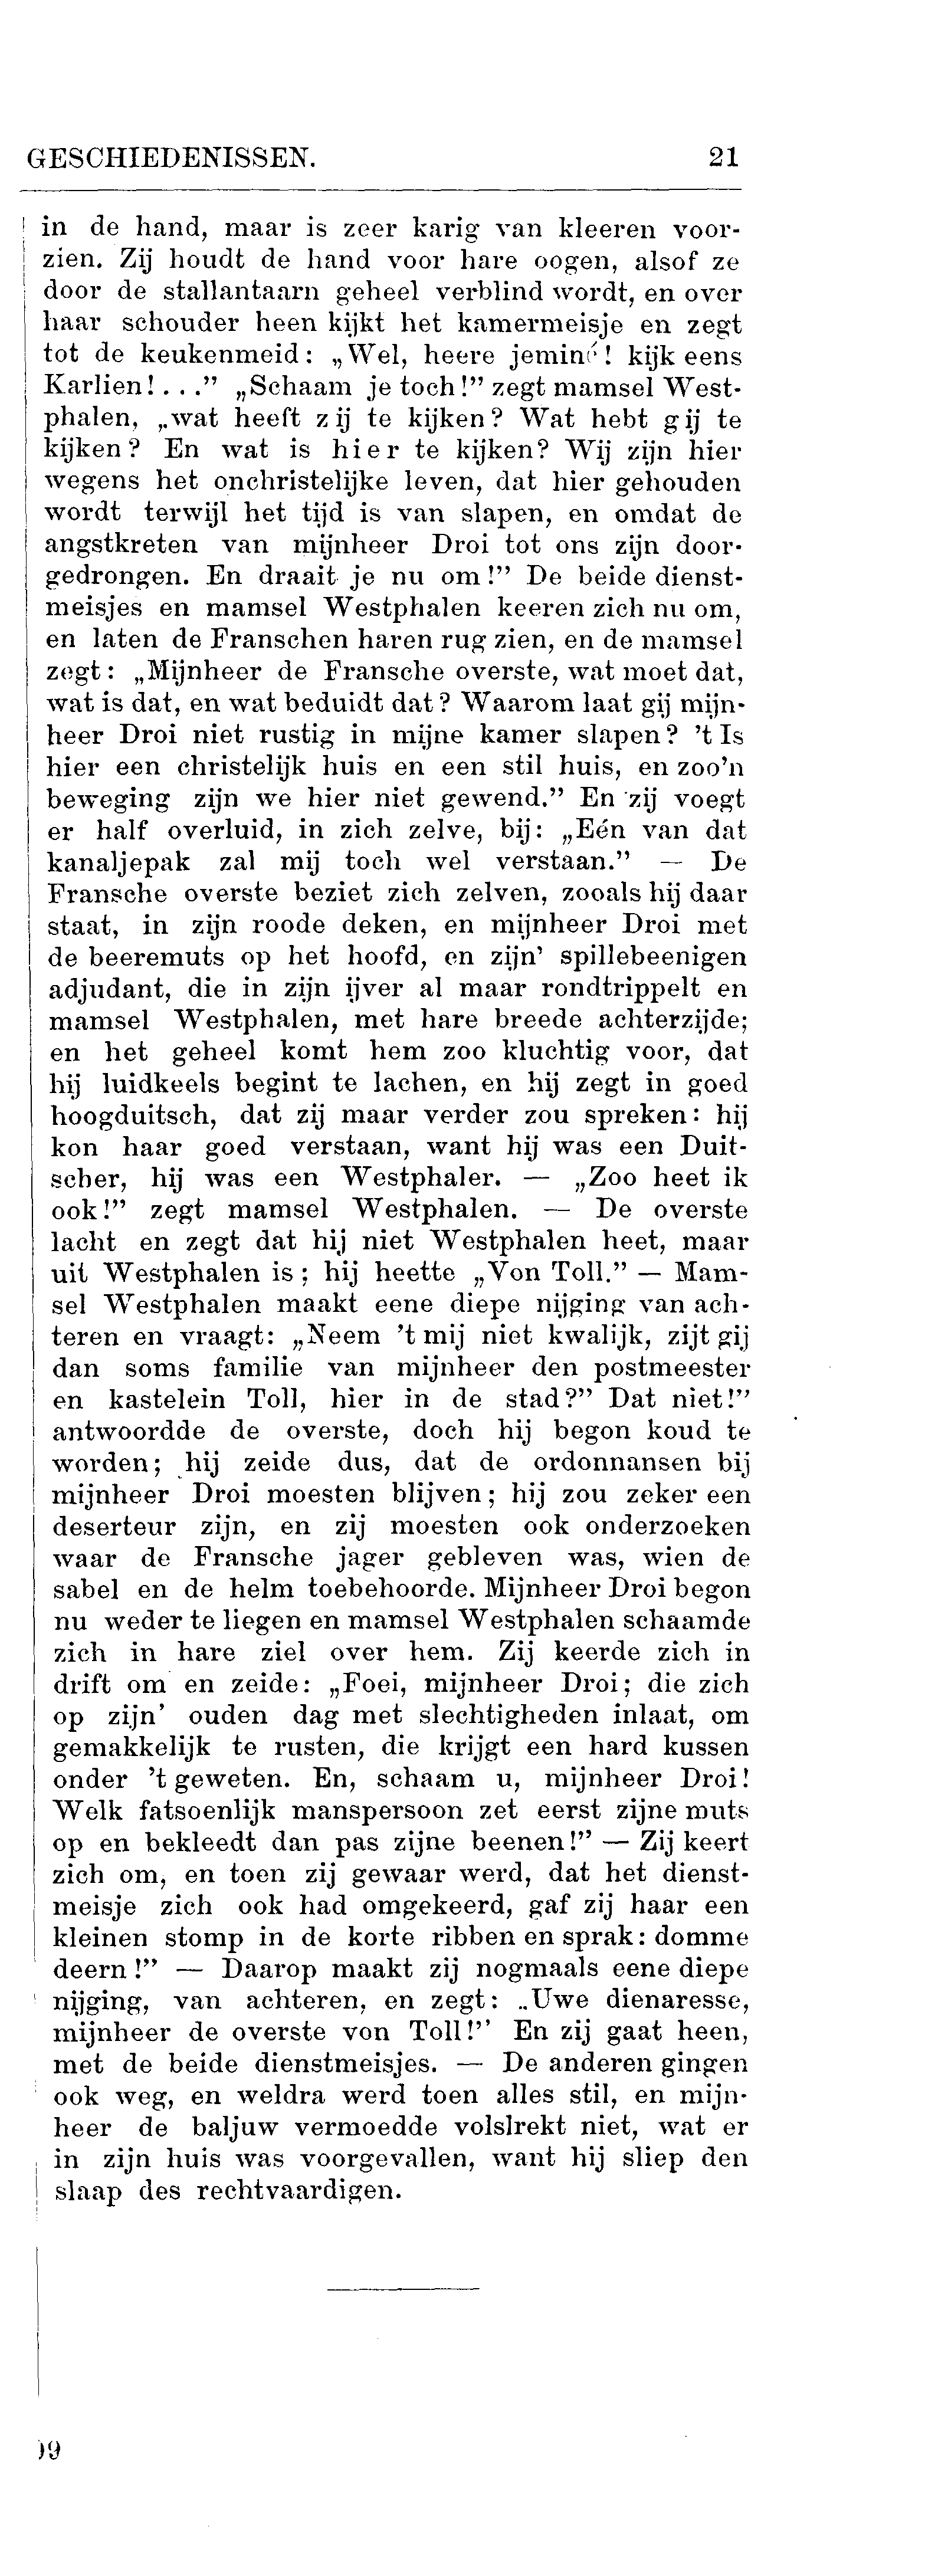 GESCHIEDENISSEN. 21
in de hand, maar is zeer karig van kleeren voor-
zien. Zij houdt de hand voor hare oogen, alsof ze
door de stallantaarn geheel verblind wordt, en over
haar schouder heen kijkt het kamermeisje en zegt
tot de keukenmeid: „Wel, heere jeminé! kijk eens
Karlien!...” „Schaam je toch!” zegt mamsel West-
phalen, „wat heeft zij te kijken? Wat hebt gij te
kijken? En wat is hier te kijken? Wij zijn hier
wegens het onchristelijke leven, dat hier gehouden
wordt terwijl het tijd is van slapen, en omdat de
angstkreten van mijnheer Droi tot ons zijn door-
gedrongen. En draait je nu om!” De beide dienst-
meisjes en mamsel Westphalen keeren zich nu om,
en laten de Franschen haren rug zien, en de mamsel
zegt: „Mijnheer de Fransche overste, wat moet dat,
wat is dat, en wat beduidt dat? Waarom laat gij mijn-
heer Droi niet rustig in mijne kamer slapen? 't Is
hier een christelijk huis en een stil huis, en zoo'n
beweging zijn we hier niet gewend.” En zij voegt
er half overluid, in zich zelve, bij: „Eén van dat
kanaljepak zal mij toch wel verstaan.” — De
Fransche overste beziet zich zelven, zooals hij daar
staat, in zijn roode deken, en mijnheer Droi met
de beeremuts op het hoofd, en zijn' spillebeenigen
adjudant, die in zijn ijver al maar rondtrippelt en
mamsel Westphalen, met hare breede achterzijde;
en het geheel komt hem zoo kluchtig voor, dat
hij luidkeels begint te lachen, en hij zegt in goed
hoogduitsch, dat zij maar verder zou spreken: hij
kon haar goed verstaan, want hij was een Duit-
scher, hij was een Westphaler. — „Zoo heet ik
ook!” zegt mamsel Westphalen. — De overste
lacht en zegt dat hij niet Westphalen heet, maar
uit Westphalen is; hij heette „Von Toll.” — Mam-
sel Westphalen maakt eene diepe nijging van ach-
teren en vraagt: „Neem 't mij niet kwalijk, zijt gij
dan soms familie van mijnheer den postmeester
en kastelein Toll, hier in de stad?” Dat niet!”
antwoordde de overste, doch hij begon koud te
worden; hij zeide dus, dat de ordonnansen bij
mijnheer Droi moesten blijven; hij zou zeker een
deserteur zijn, en zij moesten ook onderzoeken
waar de Fransche jager gebleven was, wien de
sabel en de helm toebehoorde. Mijnheer Droi begon
nu weder te liegen en mamsel Westphalen schaamde
zich in hare ziel over hem. Zij keerde zich in
drift om en zeide: „Foei, mijnheer Droi; die zich
op zijn' ouden dag met slechtigheden inlaat, om
gemakkelijk te rusten, die krijgt een hard kussen
onder 't geweten. En, schaam u, mijnheer Droi!
Welk fatsoenlijk manspersoon zet eerst zijne muts
op en bekleedt dan pas zijne beenen!” — Zij keert
zich om, en toen zij gewaar werd, dat het dienst-
meisje zich ook had omgekeerd, gaf zij haar een
kleinen stomp in de korte ribben en sprak: domme
deern!” — Daarop maakt zij nogmaals eene diepe
nijging, van achteren, en zegt: „Uwe dienaresse,
mijnheer de overste von Toll!” En zij gaat heen,
met de beide dienstmeisjes. — De anderen gingen
ook weg, en weldra werd toen alles stil, en mijn-
heer de baljuw vermoedde volslrekt niet, wat er
in zijn huis was voorgevallen, want hij sliep den
slaap des rechtvaardigen.